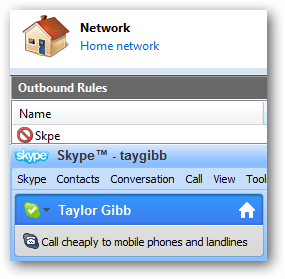 Network
Home network
Outbound Rules
Name
Skpe
skype Skype™ - taygibb
Skype Contacts Conversation Call View Tools
Taylor Gibb
Call cheaply to mobile phones and landlines